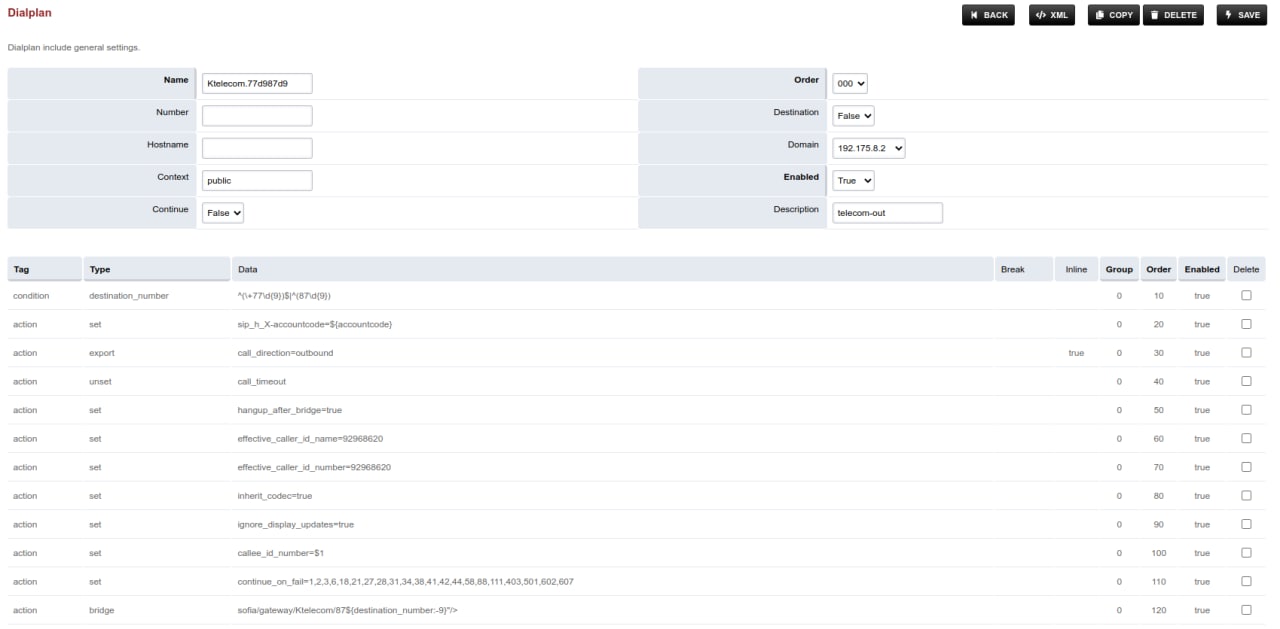 Dialplan
BACK
XML
COPY
DELETE
SAVE
Dialplan include general settings.
Name Ktelecom.77d987d9 Order 000
Number Destination False
Hostname Domain 192.175.8.2
Context public Enabled True
Continue False Description telecom-out
Tag Type Data Break Inline Group Order Enabled Delete
condition destination_number ^(\+77\d{9})$|^(87\d{9}) 0 10 true
action set sip_h_X-accountcode=${accountcode} 0 20 true
action export call_direction=outbound true 0 30 true
action unset call_timeout 0 40 true
action set hangup_after_bridge=true 0 50 true
action set effective_caller_id_name=92968620 0 60 true
action set effective_caller_id_number=92968620 0 70 true
action set inherit_codec=true 0 80 true
action set ignore_display_updates=true 0 90 true
action set callee_id_number=$1 0 100 true
action set continue_on_fail=1,2,3,6,18,21,27,28,31,34,38,41,42,44,58,88,111,403,501,602,607 0 110 true
action bridge sofia/gateway/Ktelecom/87${destination_number:-9}"/> 0 120 true